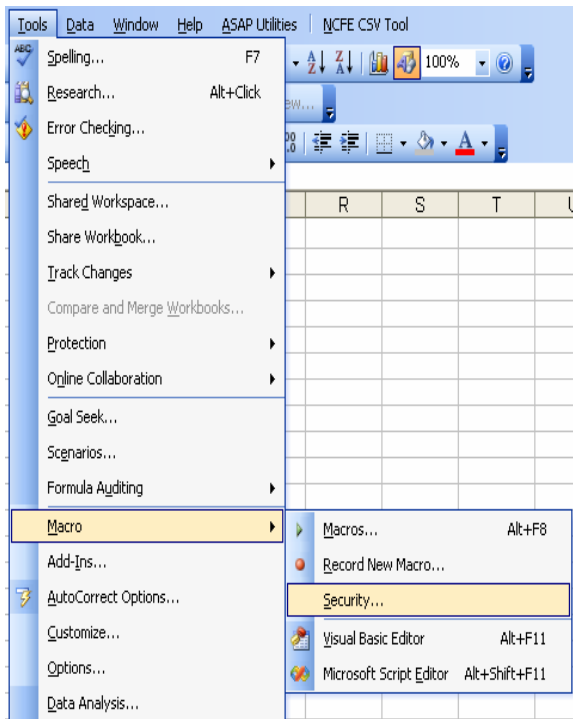 Tools Data Window Help ASAP Utilities NCFE CSV Tool
ABC Spelling... F7
100%
Research... Alt+Click
Error Checking...
Speech
Shared Workspace...
R S T
Share Workbook...
Track Changes
Compare and Merge Workbooks...
Protection
Online Collaboration
Goal Seek...
Scenarios...
Formula Auditing
Macro
Macros... Alt+F8
Add-Ins...
Record New Macro...
AutoCorrect Options...
Security...
Customize...
Visual Basic Editor Alt+F11
Options...
Microsoft Script Editor Alt+Shift+F11
Data Analysis...